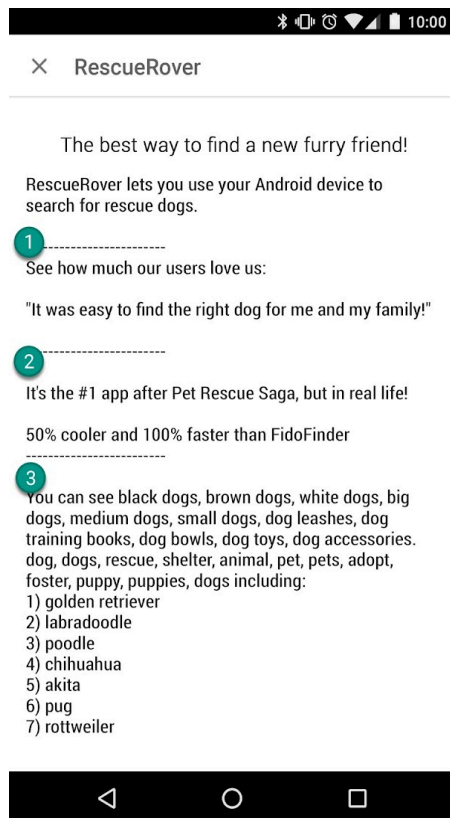 10:00
RescueRover
The best way to find a new furry friend!
RescueRover lets you use your Android device to
search for rescue dogs.
1 ----------------------
See how much our users love us:
"It was easy to find the right dog for me and my family!"
----------------------
2
It's the #1 app after Pet Rescue Saga, but in real life!
50% cooler and 100% faster than FidoFinder
-------------------------
3
You can see black dogs, brown dogs, white dogs, big
dogs, medium dogs, small dogs, dog leashes, dog
training books, dog bowls, dog toys, dog accessories.
dog, dogs, rescue, shelter, animal, pet, pets, adopt,
foster, puppy, puppies, dogs including:
1) golden retriever
2) labradoodle
3) poodle
4) chihuahua
5) akita
6) pug
7) rottweiler